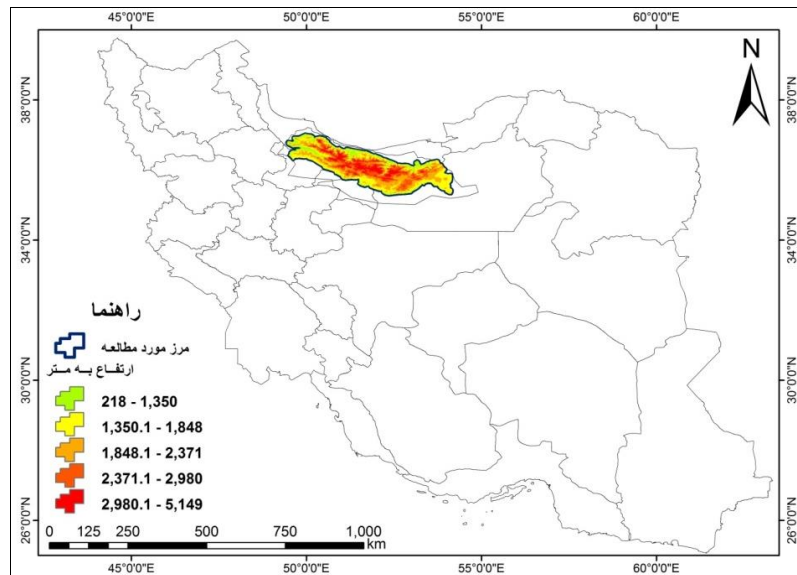 45°0'0"E 50°0'0"E 55°0'0"E 60°0'0"E
N
38°0'0"N 38°0'0"N
34°0'0"N 34°0'0"N
30°0'0"N 30°0'0"N
26°0'0"N 26°0'0"N
راهنما
مرز مورد مطالعه
ارتفاع به متر
218 - 1,350
1,350.1 - 1,848
1,848.1 - 2,371
2,371.1 - 2,980
2,980.1 - 5,149
0 125 250 500 750 1,000
km
45°0'0"E 50°0'0"E 55°0'0"E 60°0'0"E